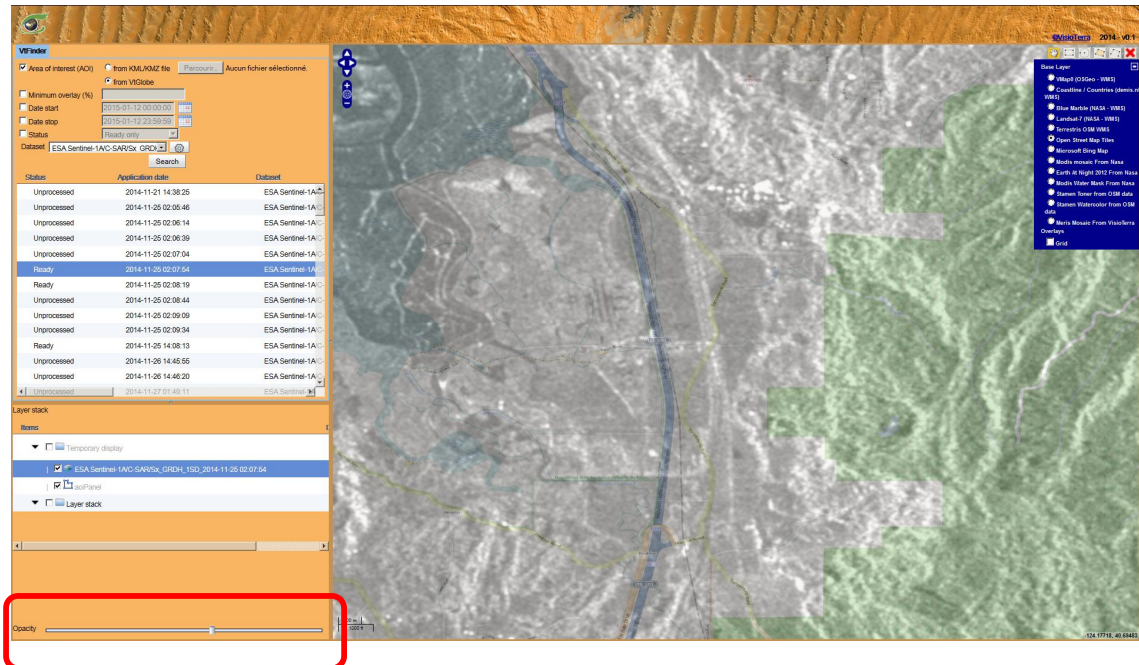 ©VisioTerra 2014 - v0.1
VtFinder
Area of interest (AOI) from KML/KMZ file Parcourir... Aucun fichier sélectionné.
from VtGlobe
Minimum overlay (%)
Date start 2015-01-12 00:00:00
Date stop 2015-01-12 23:59:59
Status Ready only
Dataset ESA Sentinel-1A/C-SAR/Sx_GRDH
Search
Status Application date Dataset
Unprocessed 2014-11-21 14:38:25 ESA Sentinel-1A/C-
Unprocessed 2014-11-25 02:05:46 ESA Sentinel-1A/C-
Unprocessed 2014-11-25 02:06:14 ESA Sentinel-1A/C-
Unprocessed 2014-11-25 02:06:39 ESA Sentinel-1A/C-
Unprocessed 2014-11-25 02:07:04 ESA Sentinel-1A/C-
Ready 2014-11-25 02:07:54 ESA Sentinel-1A/C-
Ready 2014-11-25 02:08:19 ESA Sentinel-1A/C-
Unprocessed 2014-11-25 02:08:44 ESA Sentinel-1A/C-
Unprocessed 2014-11-25 02:09:09 ESA Sentinel-1A/C-
Unprocessed 2014-11-25 02:09:34 ESA Sentinel-1A/C-
Ready 2014-11-25 14:08:13 ESA Sentinel-1A/C-
Unprocessed 2014-11-26 14:45:55 ESA Sentinel-1A/C-
Unprocessed 2014-11-26 14:46:20 ESA Sentinel-1A/C-
Unprocessed 2014-11-27 01:49:11 ESA Sentinel-
Layer stack
Items
Temporary display
ESA Sentinel-1A/C-SAR/Sx_GRDH_1SD_2014-11-25 02:07:54
aoiPanel
Layer stack
Opacity
Base Layer
VMap0 (OSGeo - WMS)
Coastline / Countries (demis.nl
WMS)
Blue Marble (NASA - WMS)
Landsat-7 (NASA - WMS)
Terrestris OSM WMS
Open Street Map Tiles
Microsoft Bing Map
Modis mosaic From Nasa
Earth At Night 2012 From Nasa
Modis Water Mask From Nasa
Stamen Toner from OSM data
Stamen Watercolor from OSM
data
Meris Mosaic From VisioTerra
Overlays
Grid
-124.17718, 40.69483